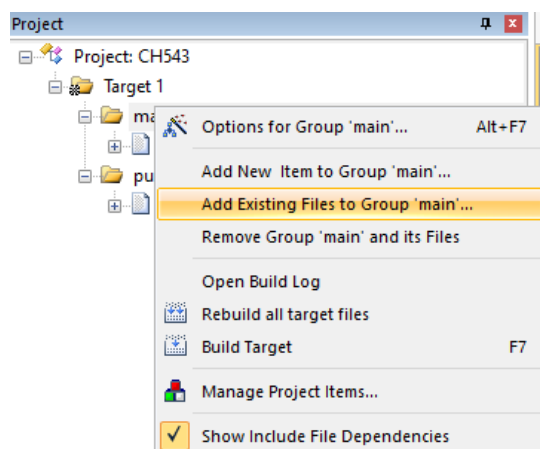 Project
Project: CH543
Target 1
ma
Options for Group 'main'... Alt+F7
Add New Item to Group 'main'...
pu
Add Existing Files to Group 'main'...
Remove Group 'main' and its Files
Open Build Log
Rebuild all target files
Build Target F7
Manage Project Items...
Show Include File Dependencies